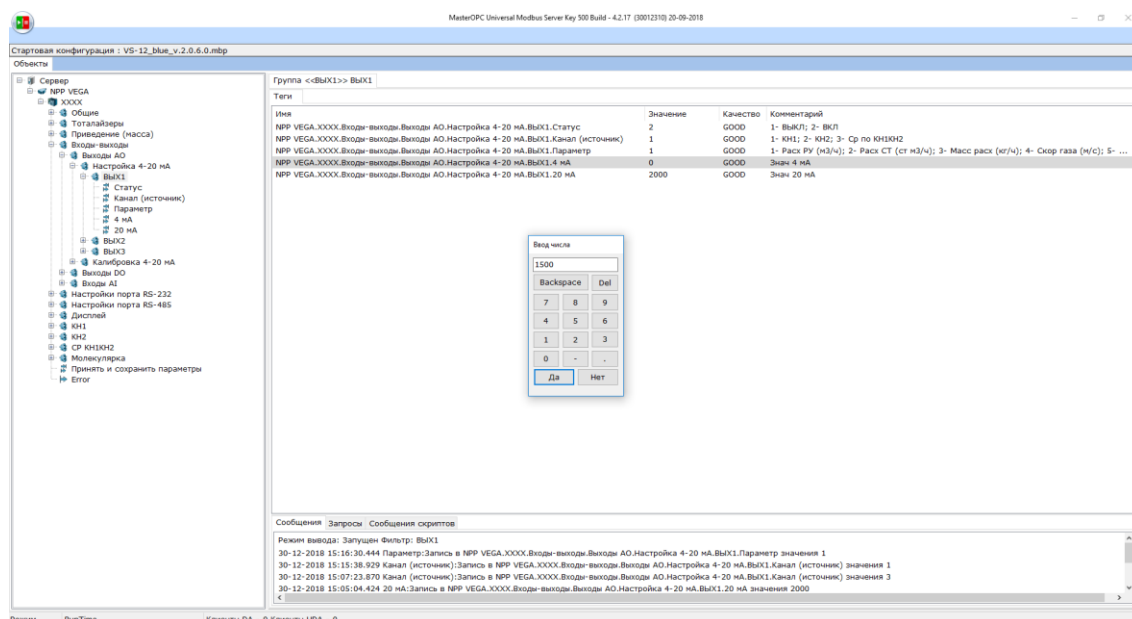 MasterOPC Universal Modbus Server Key 500 Build - 4.2.17 (30012310) 20-09-2018
Стартовая конфигурация : VS-12_blue_v.2.0.6.0.mbp
Объекты
Сервер
NPP VEGA
XXXX
Общие
Тоталайзеры
Приведение (масса)
Входы-выходы
Выходы АО
Настройка 4-20 мА
ВЫХ1
Статус
Канал (источник)
Параметр
4 мА
20 мА
ВЫХ2
ВЫХ3
Калибровка 4-20 мА
Выходы DO
Входы AI
Настройки порта RS-232
Настройки порта RS-485
Дисплей
КН1
КН2
СР КН1КН2
Молекулярка
Принять и сохранить параметры
Error
Группа <<ВЫХ1>> ВЫХ1
Теги
Имя Значение Качество Комментарий
NPP VEGA.XXXX.Входы-выходы.Выходы АО.Настройка 4-20 мА.ВЫХ1.Статус 2 GOOD 1- ВЫКЛ; 2- ВКЛ
NPP VEGA.XXXX.Входы-выходы.Выходы АО.Настройка 4-20 мА.ВЫХ1.Канал (источник) 1 GOOD 1- КН1; 2- КН2; 3- Ср по КН1КН2
NPP VEGA.XXXX.Входы-выходы.Выходы АО.Настройка 4-20 мА.ВЫХ1.Параметр 1 GOOD 1- Расх РУ (м3/ч); 2- Расх СТ (ст м3/ч); 3- Масс расх (кг/ч); 4- Скор газа (м/с); 5- ...
NPP VEGA.XXXX.Входы-выходы.Выходы АО.Настройка 4-20 мА.ВЫХ1.4 мА 0 GOOD Знач 4 мА
NPP VEGA.XXXX.Входы-выходы.Выходы АО.Настройка 4-20 мА.ВЫХ1.20 мА 2000 GOOD Знач 20 мА
Ввод числа
1500
Backspace Del
7 8 9
4 5 6
1 2 3
0 - .
Да Нет
Сообщения Запросы Сообщения скриптов
Режим вывода: Запущен Фильтр: ВЫХ1
30-12-2018 15:16:30.444 Параметр:Запись в NPP VEGA.XXXX.Входы-выходы.Выходы АО.Настройка 4-20 мА.ВЫХ1.Параметр значения 1
30-12-2018 15:15:38.929 Канал (источник):Запись в NPP VEGA.XXXX.Входы-выходы.Выходы АО.Настройка 4-20 мА.ВЫХ1.Канал (источник) значения 1
30-12-2018 15:07:23.870 Канал (источник):Запись в NPP VEGA.XXXX.Входы-выходы.Выходы АО.Настройка 4-20 мА.ВЫХ1.Канал (источник) значения 3
30-12-2018 15:05:04.424 20 мА:Запись в NPP VEGA.XXXX.Входы-выходы.Выходы АО.Настройка 4-20 мА.ВЫХ1.20 мА значения 2000